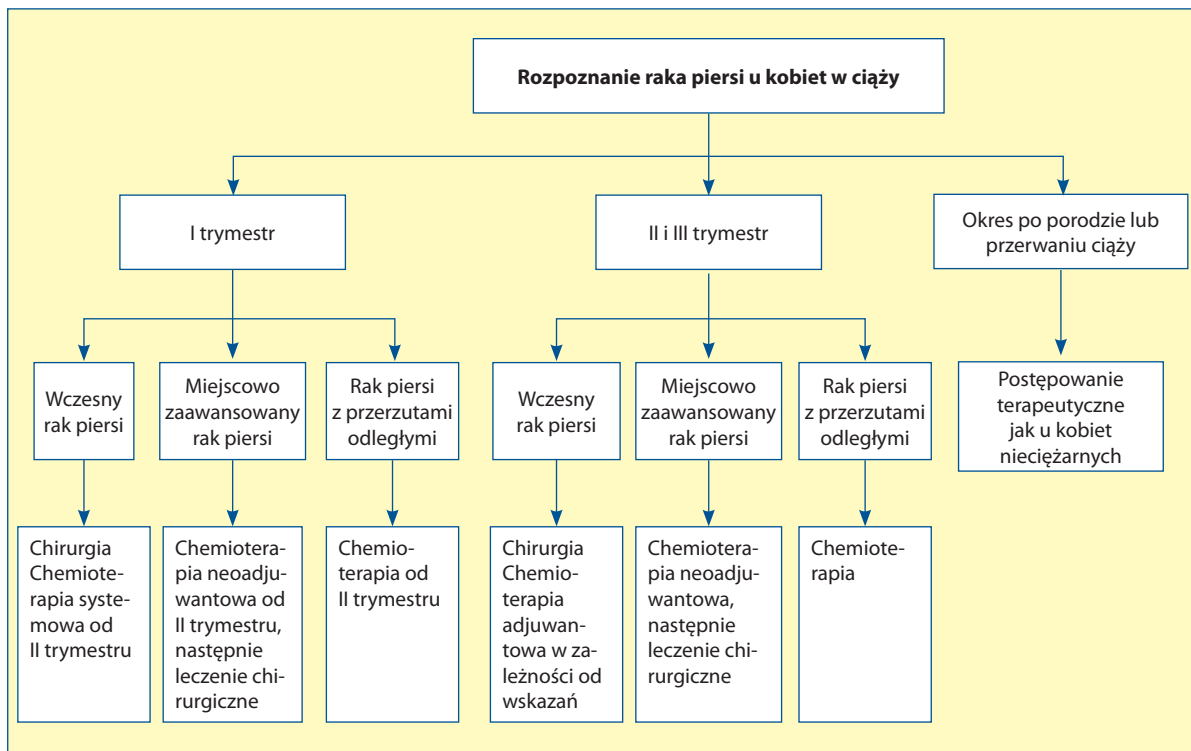 Rozpoznanie raka piersi u kobiet w ciąży
I trymestr
II i III trymestr
Okres po porodzie lub
przerwaniu ciąży
Wczesny
rak piersi
Miejscowo
zaawansowany
rak piersi
Rak piersi
z przerzutami
odległymi
Wczesny
rak piersi
Miejscowo
zaawansowany
rak piersi
Rak piersi
z przerzutami
odległymi
Postępowanie
terapeutyczne
jak u kobiet
nieciężarnych
Chirurgia
Chemiote-
rapia syste-
mowa od
II trymestru
Chemiotera-
pia neoadju-
wantowa od
II trymestru,
następnie
leczenie chi-
rurgiczne
Chemio-
terapia od
II trymestru
Chirurgia
Chemio-
terapia
adjuwan-
towa w za-
leżności od
wskazań
Chemiotera-
pia neoadju-
wantowa,
następnie
leczenie chi-
rurgiczne
Chemiote-
rapia